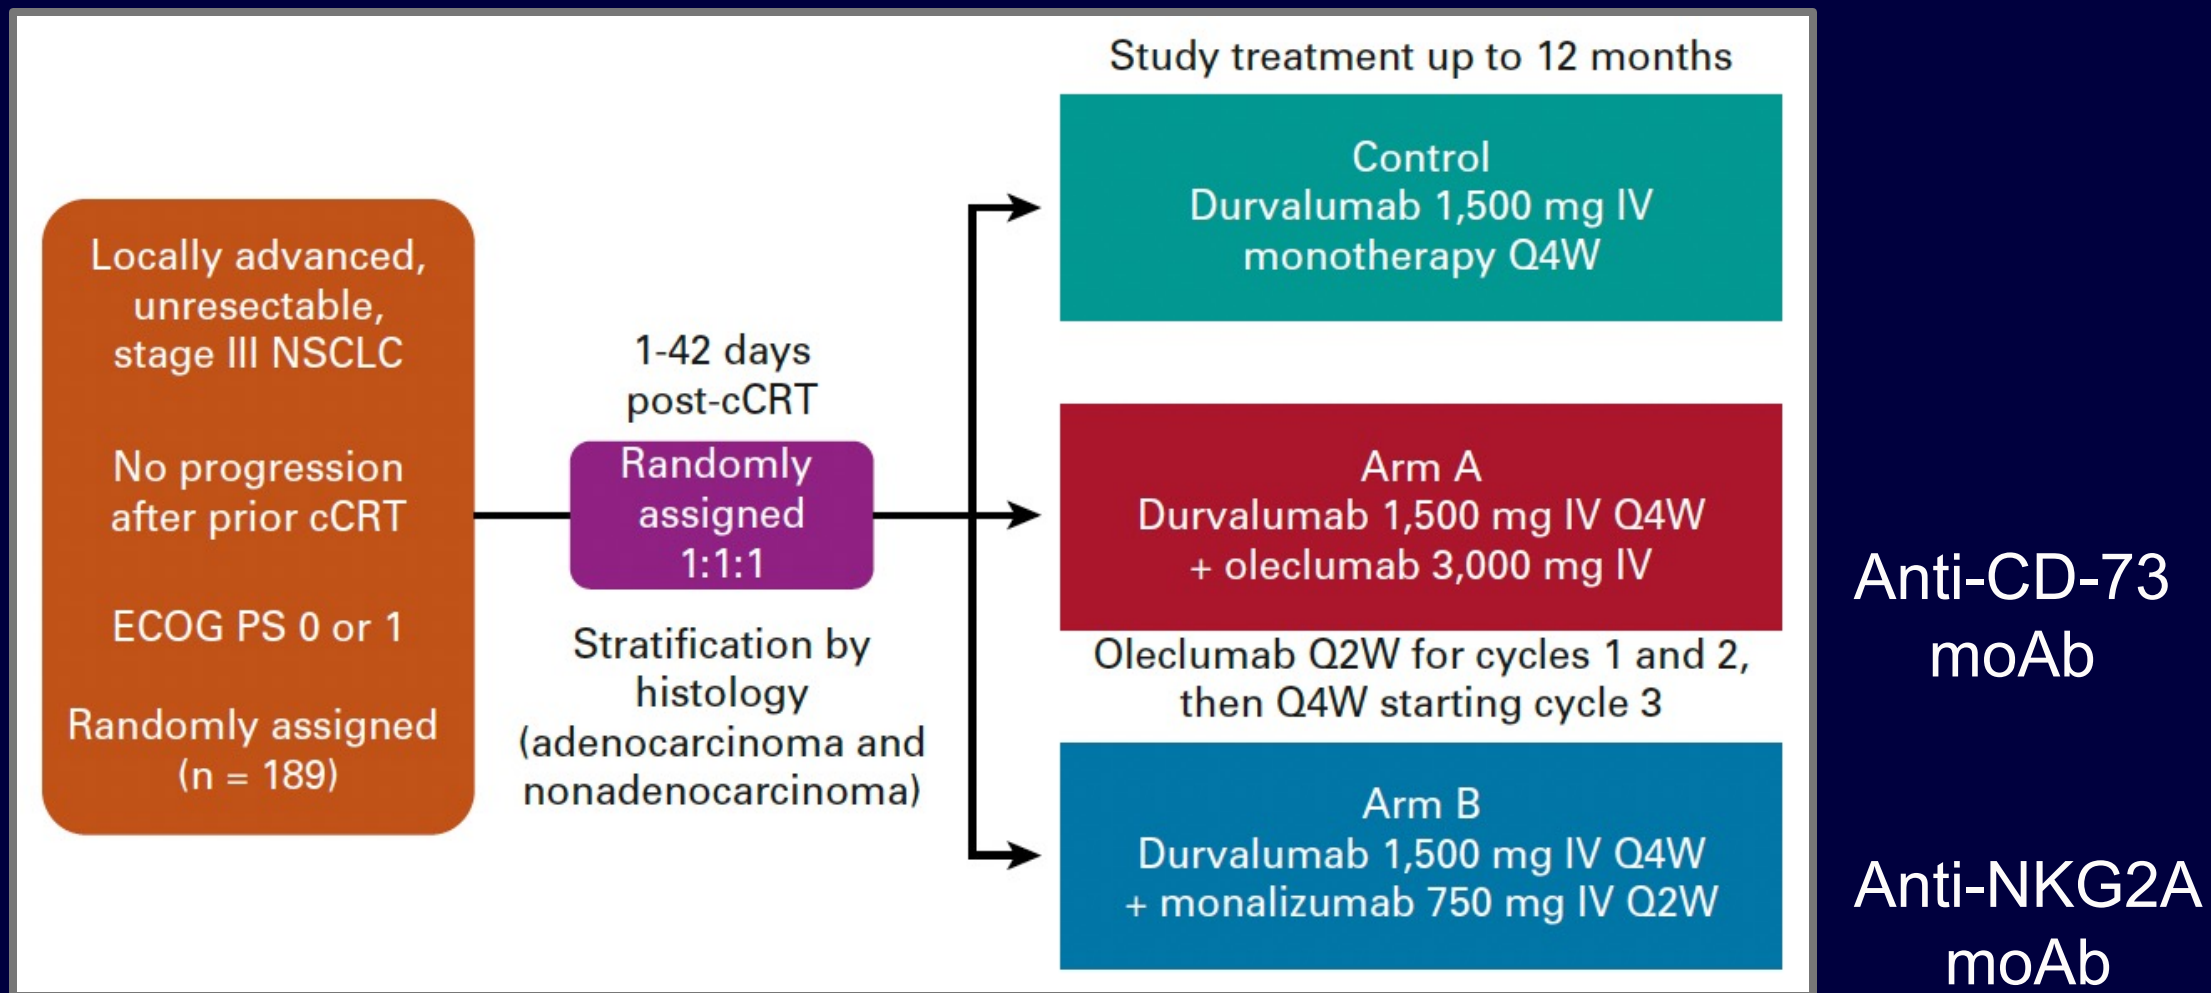 Locally advanced,
unresectable,
stage III NSCLC
No progression
after prior cCRT
ECOG PS 0 or 1
Randomly assigned
(n = 189)
1-42 days
post-cCRT
Randomly
assigned
1:1:1
Stratification by
histology
(adenocarcinoma and
nonadenocarcinoma)
Study treatment up to 12 months
Control
Durvalumab 1,500 mg IV
monotherapy Q4W
Arm A
Durvalumab 1,500 mg IV Q4W
+ oleclumab 3,000 mg IV
Oleclumab Q2W for cycles 1 and 2,
then Q4W starting cycle 3
Arm B
Durvalumab 1,500 mg IV Q4W
+ monalizumab 750 mg IV Q2W
Anti-CD-73
moAb
Anti-NKG2A
moAb